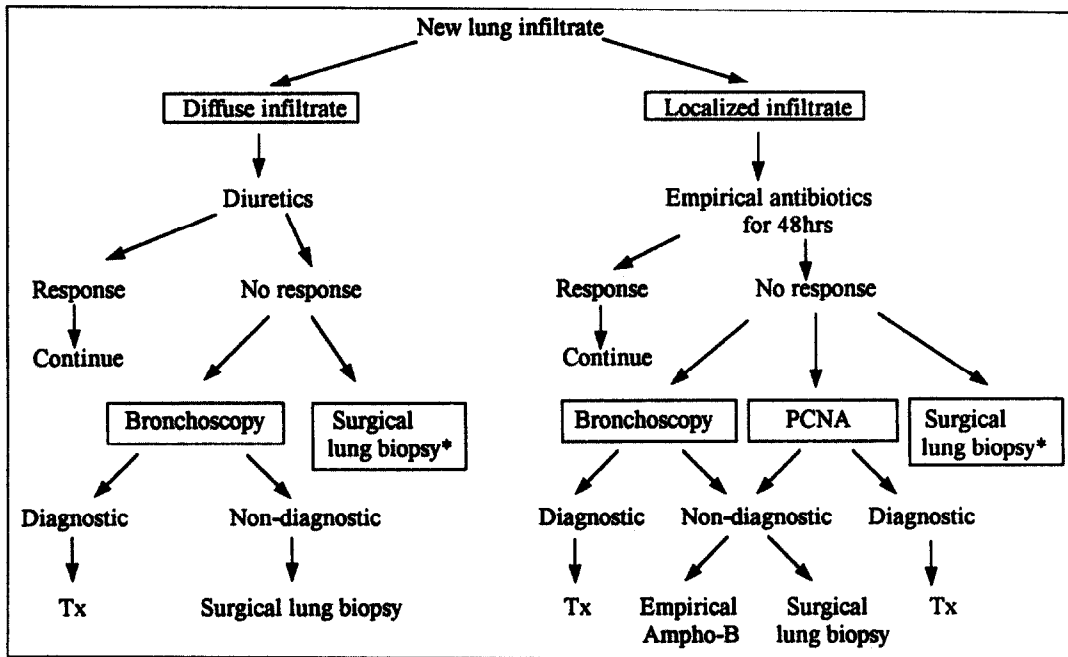 New lung infiltrate
Diffuse infiltrate
Localized infiltrate
Diuretics
Empirical antibiotics
for 48hrs
Response
No response
Response
No response
Continue
Continue
Bronchoscopy
Surgical
lung biopsy*
Bronchoscopy
PCNA
Surgical
lung biopsy*
Diagnostic
Non-diagnostic
Diagnostic
Non-diagnostic
Diagnostic
Tx
Surgical lung biopsy
Tx
Empirical
Ampho-B
Surgical
lung biopsy
Tx